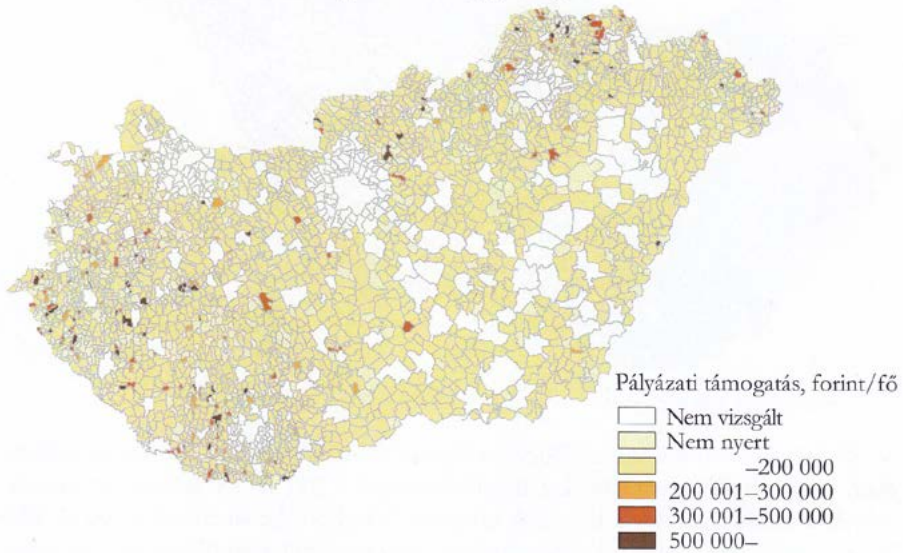 Pályázati támogatás, forint/fő
Nem vizsgált
Nem nyert
–200 000
200 001–300 000
300 001–500 000
500 000–